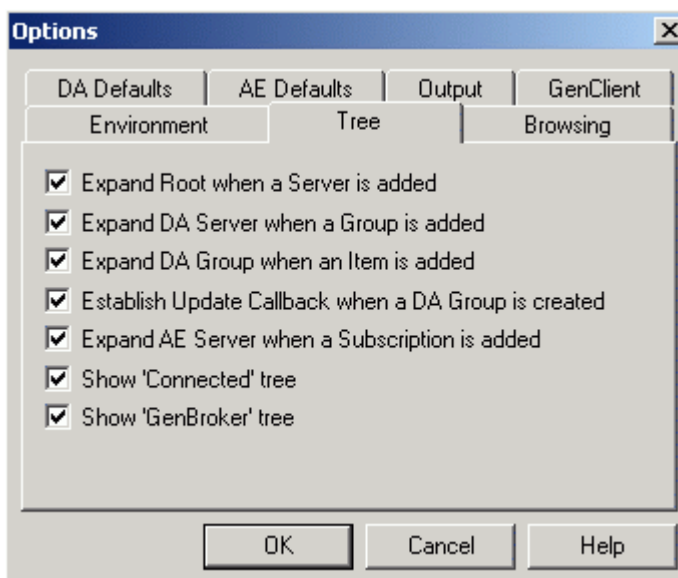 Options
DA Defaults AE Defaults Output GenClient
Environment Tree Browsing
Expand Root when a Server is added
Expand DA Server when a Group is added
Expand DA Group when an Item is added
Establish Update Callback when a DA Group is created
Expand AE Server when a Subscription is added
Show 'Connected' tree
Show 'GenBroker' tree
OK Cancel Help